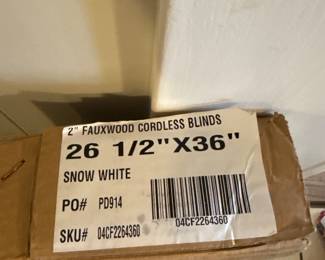 2" FAUXWOOD CORDLESS BLINDS
26 1/2"X36"
SNOW WHITE
PO# PD914
SKU# 04CF2264360
04CF2264360